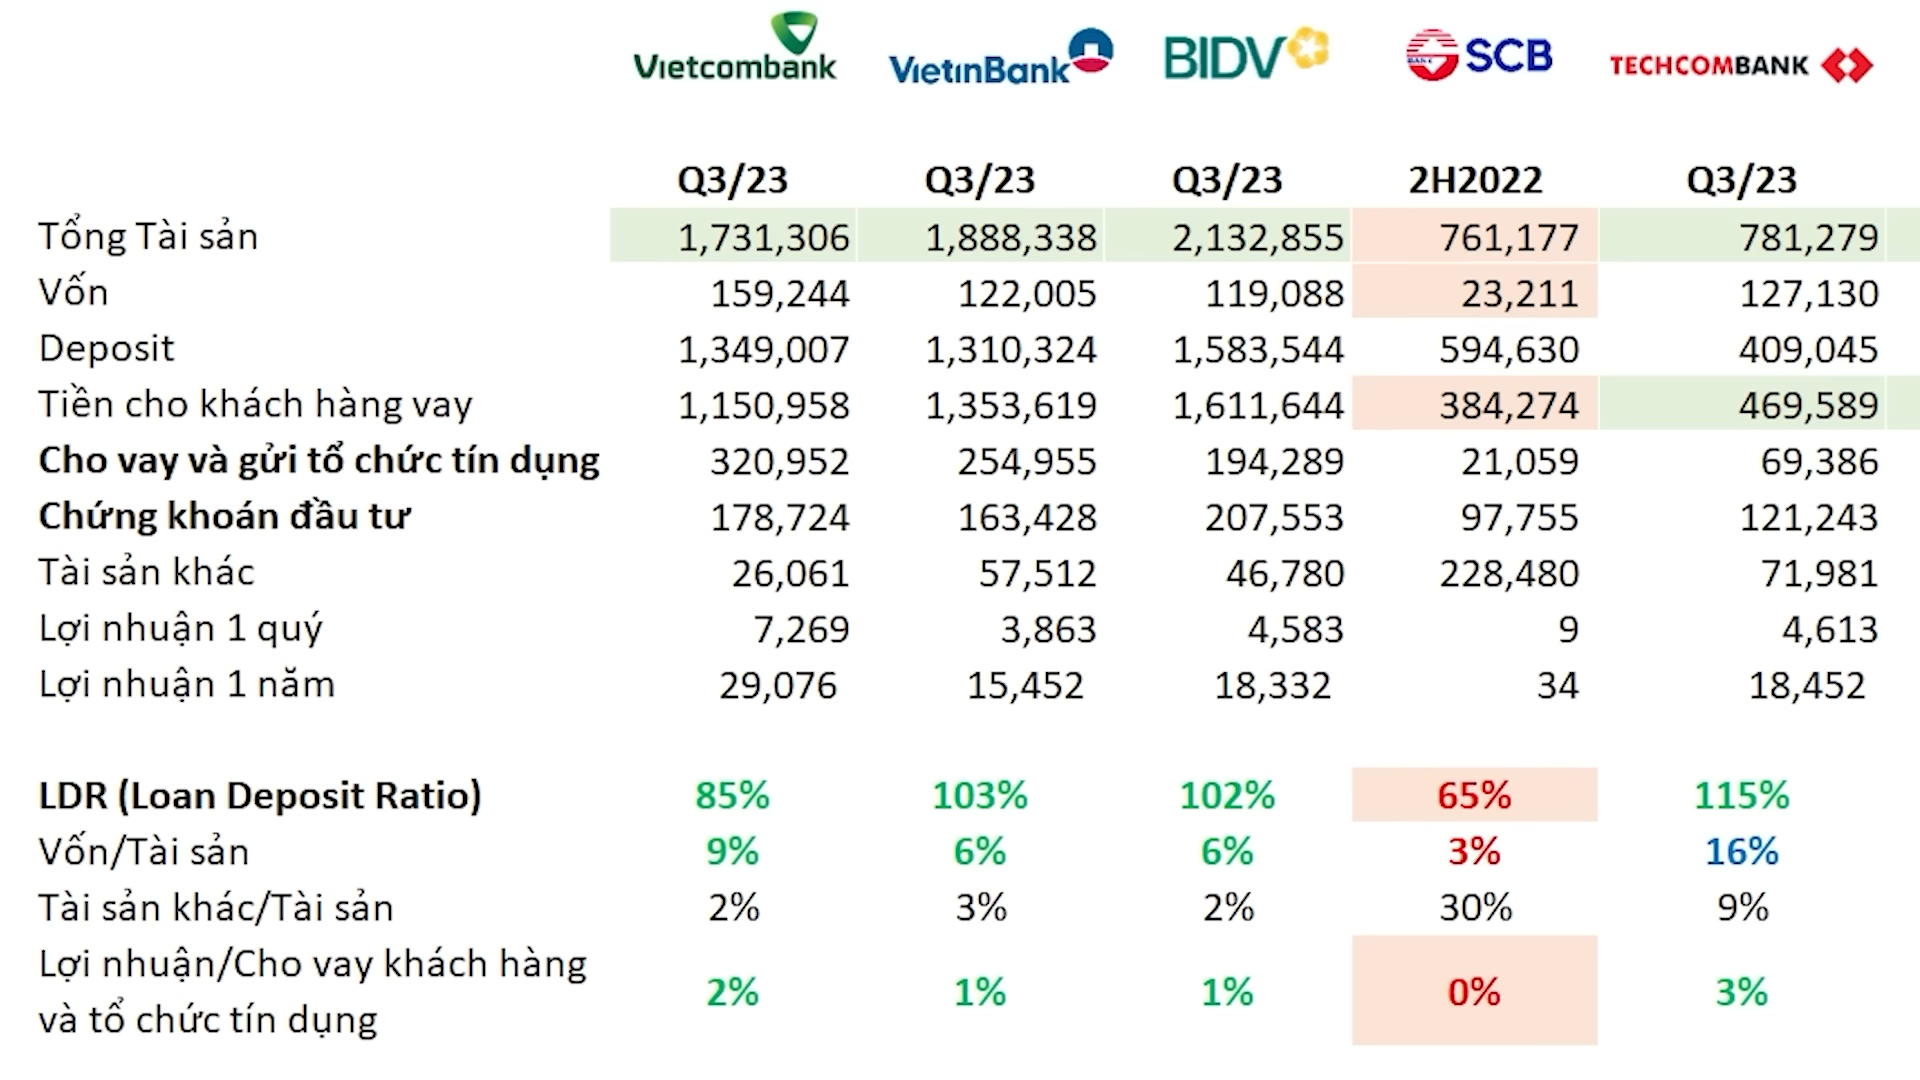 Vietcombank VietinBank BIDV SCB TECHCOMBANK
Q3/23 Q3/23 Q3/23 2H2022 Q3/23
Tổng Tài sản 1,731,306 1,888,338 2,132,855 761,177 781,279
Vốn 159,244 122,005 119,088 23,211 127,130
Deposit 1,349,007 1,310,324 1,583,544 594,630 409,045
Tiền cho khách hàng vay 1,150,958 1,353,619 1,611,644 384,274 469,589
Cho vay và gửi tổ chức tín dụng 320,952 254,955 194,289 21,059 69,386
Chứng khoán đầu tư 178,724 163,428 207,553 97,755 121,243
Tài sản khác 26,061 57,512 46,780 228,480 71,981
Lợi nhuận 1 quý 7,269 3,863 4,583 9 4,613
Lợi nhuận 1 năm 29,076 15,452 18,332 34 18,452
LDR (Loan Deposit Ratio) 85% 103% 102% 65% 115%
Vốn/Tài sản 9% 6% 6% 3% 16%
Tài sản khác/Tài sản 2% 3% 2% 30% 9%
Lợi nhuận/Cho vay khách hàng
và tổ chức tín dụng 2% 1% 1% 0% 3%